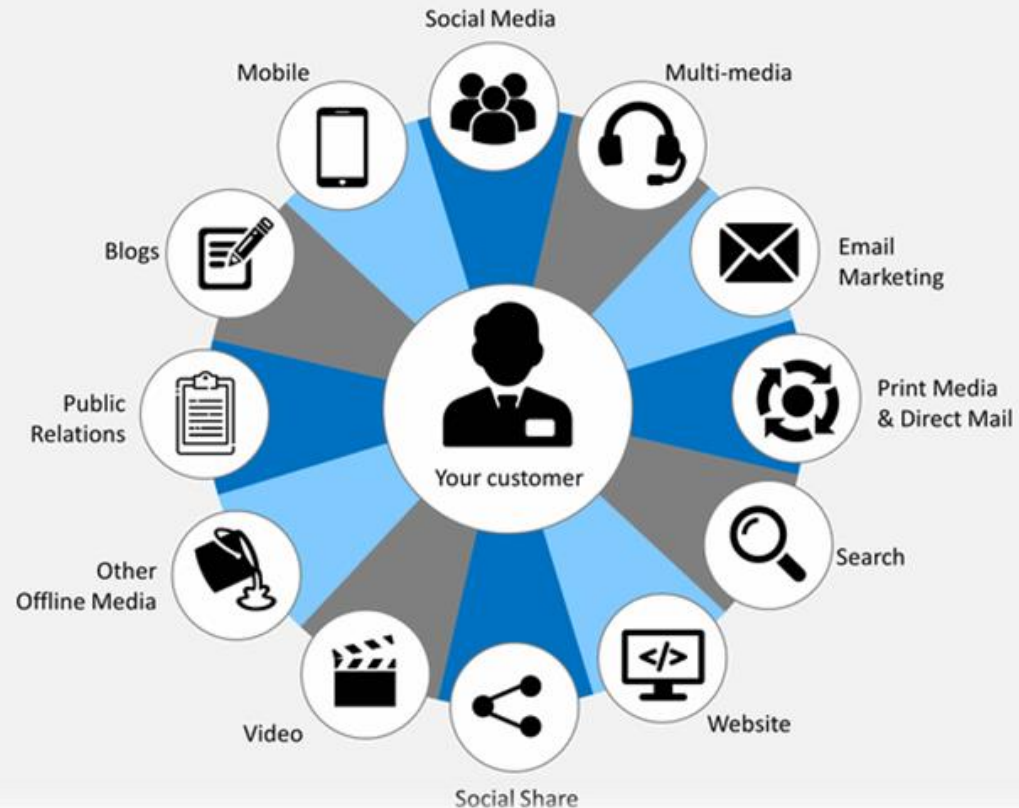 Social Media
Multi-media
Email
Marketing
Print Media
& Direct Mail
Search
Website
Social Share
Video
Other
Offline Media
Public
Relations
Blogs
Mobile
Your customer
</>